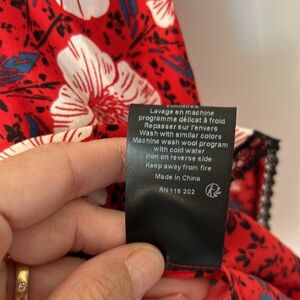 Lavage en machine
programme délicat à froid
Repasser sur l'envers
Wash with similar colors
Machine wash wool program
with cold water
Iron on reverse side
Keep away from fire
Made in China
RN 116 202